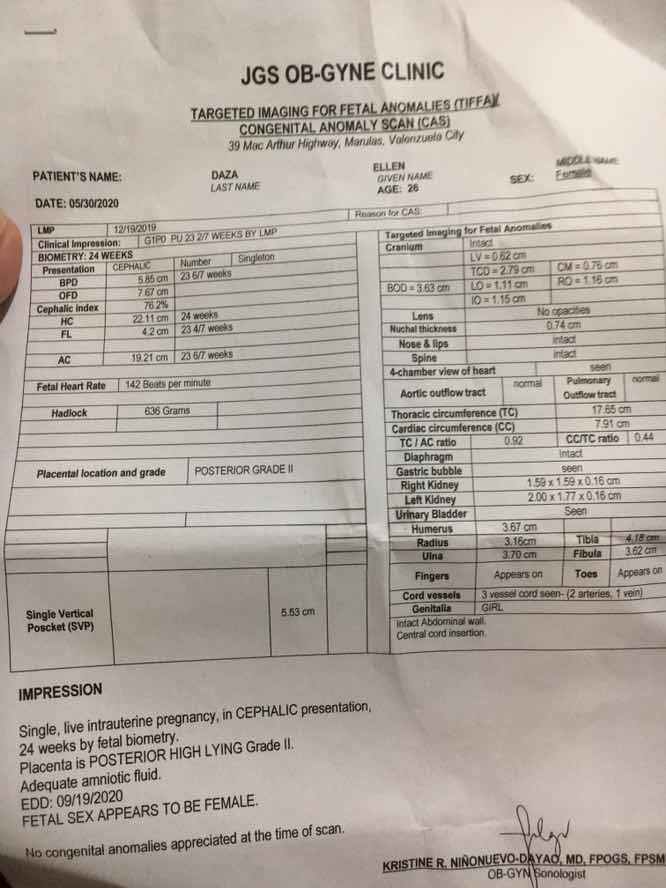 JGS OB-GYNE CLINIC
TARGETED IMAGING FOR FETAL ANOMALIES (TIFFA)/
CONGENITAL ANOMALY SCAN (CAS)
39 Mac Arthur Highway, Marulas, Valenzuela City
PATIENT'S NAME: DAZA ELLEN MIDDLE NAME
LAST NAME GIVEN NAME SEX: Female
DATE: 05/30/2020 AGE: 26
LMP 12/19/2019 Reason for CAS:
Clinical Impression: G1P0 PU 23 2/7 WEEKS BY LMP
BIOMETRY: 24 WEEKS
Presentation CEPHALIC Number Singleton
BPD 5.85 cm 23 6/7 weeks
OFD 7.67 cm
Cephalic index 76.2%
HC 22.11 cm 24 weeks
FL 4.2 cm 23 4/7 weeks
AC 19.21 cm 23 6/7 weeks
Fetal Heart Rate 142 Beats per minute
Hadlock 636 Grams
Placental location and grade POSTERIOR GRADE II
Single Vertical
Poscket (SVP) 5.53 cm
Targeted Imaging for Fetal Anomalies
Cranium Intact
LV = 0.62 cm
TCD = 2.79 cm CM = 0.76 cm
BOD = 3.63 cm LO = 1.11 cm RO = 1.16 cm
IO = 1.15 cm
Lens No opacities
Nuchal thickness 0.74 cm
Nose & lips intact
Spine intact
4-chamber view of heart seen
Aortic outflow tract normal Pulmonary Outflow tract normal
Thoracic circumference (TC) 17.65 cm
Cardiac circumference (CC) 7.91 cm
TC / AC ratio 0.92 CC/TC ratio 0.44
Diaphragm Intact
Gastric bubble seen
Right Kidney 1.59 x 1.59 x 0.16 cm
Left Kidney 2.00 x 1.77 x 0.16 cm
Urinary Bladder Seen
Humerus 3.67 cm
Radius 3.16cm Tibia 4.18 cm
Ulna 3.70 cm Fibula 3.62 cm
Fingers Appears on Toes Appears on
Cord vessels 3 vessel cord seen- (2 arteries, 1 vein)
Genitalia GIRL
Intact Abdominal wall.
Central cord insertion.
IMPRESSION
Single, live intrauterine pregnancy, in CEPHALIC presentation,
24 weeks by fetal biometry.
Placenta is POSTERIOR HIGH LYING Grade II.
Adequate amniotic fluid.
EDD: 09/19/2020
FETAL SEX APPEARS TO BE FEMALE.
No congenital anomalies appreciated at the time of scan.
KRISTINE R. NIÑONUEVO-DAYAO, MD, FPOGS, FPSM
OB-GYN Sonologist